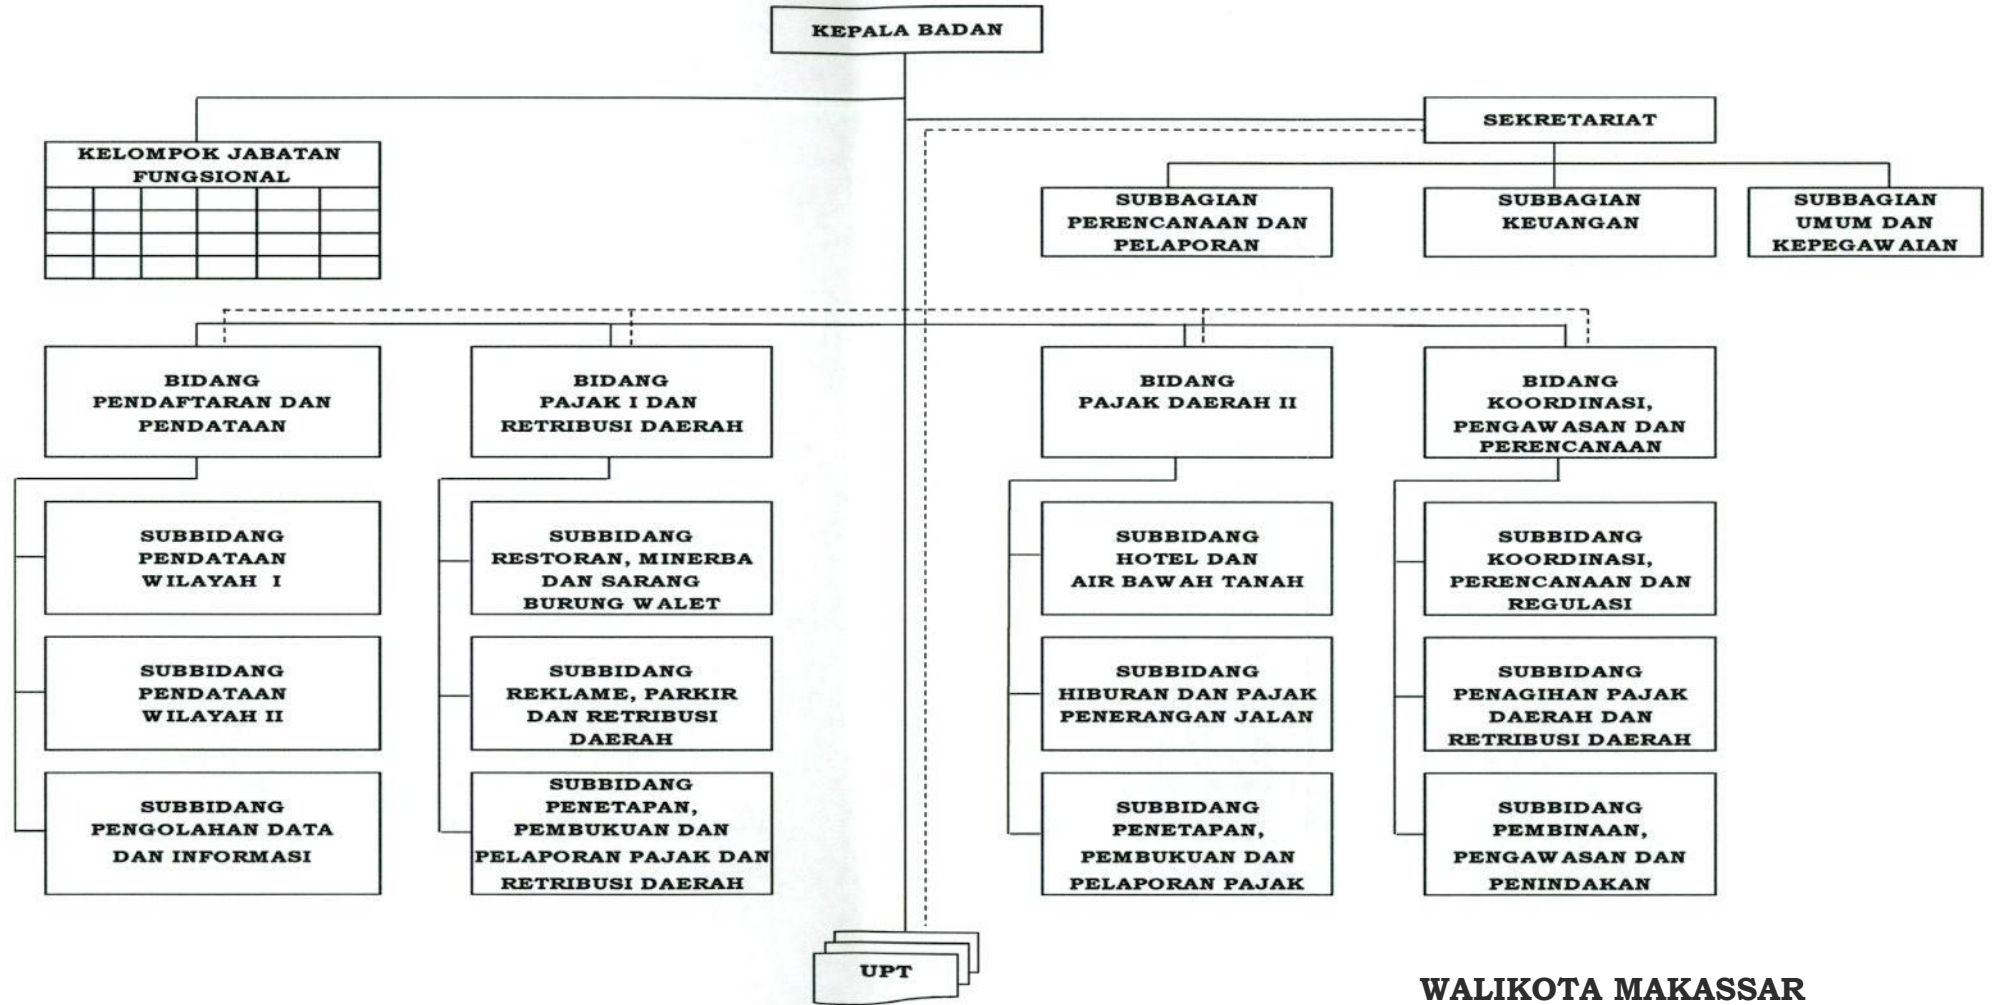 KEPALA BADAN
SEKRETARIAT
KELOMPOK JABATAN
FUNGSIONAL
SUBBAGIAN
PERENCANAAN DAN
PELAPORAN
SUBBAGIAN
KEUANGAN
SUBBAGIAN
UMUM DAN
KEPEGAWAIAN
BIDANG
PENDAFTARAN DAN
PENDATAAN
BIDANG
PAJAK I DAN
RETRIBUSI DAERAH
BIDANG
PAJAK DAERAH II
BIDANG
KOORDINASI,
PENGAWASAN DAN
PERENCANAAN
SUBBIDANG
PENDATAAN
WILAYAH I
SUBBIDANG
RESTORAN, MINERBA
DAN SARANG
BURUNG WALET
SUBBIDANG
HOTEL DAN
AIR BAWAH TANAH
SUBBIDANG
KOORDINASI,
PERENCANAAN DAN
REGULASI
SUBBIDANG
PENDATAAN
WILAYAH II
SUBBIDANG
REKLAME, PARKIR
DAN RETRIBUSI
DAERAH
SUBBIDANG
HIBURAN DAN PAJAK
PENERANGAN JALAN
SUBBIDANG
PENAGIHAN PAJAK
DAERAH DAN
RETRIBUSI DAERAH
SUBBIDANG
PENGOLAHAN DATA
DAN INFORMASI
SUBBIDANG
PENETAPAN,
PEMBUKUAN DAN
PELAPORAN PAJAK DAN
RETRIBUSI DAERAH
SUBBIDANG
PENETAPAN,
PEMBUKUAN DAN
PELAPORAN PAJAK
SUBBIDANG
PEMBINAAN,
PENGAWASAN DAN
PENINDAKAN
UPT
WALIKOTA MAKASSAR